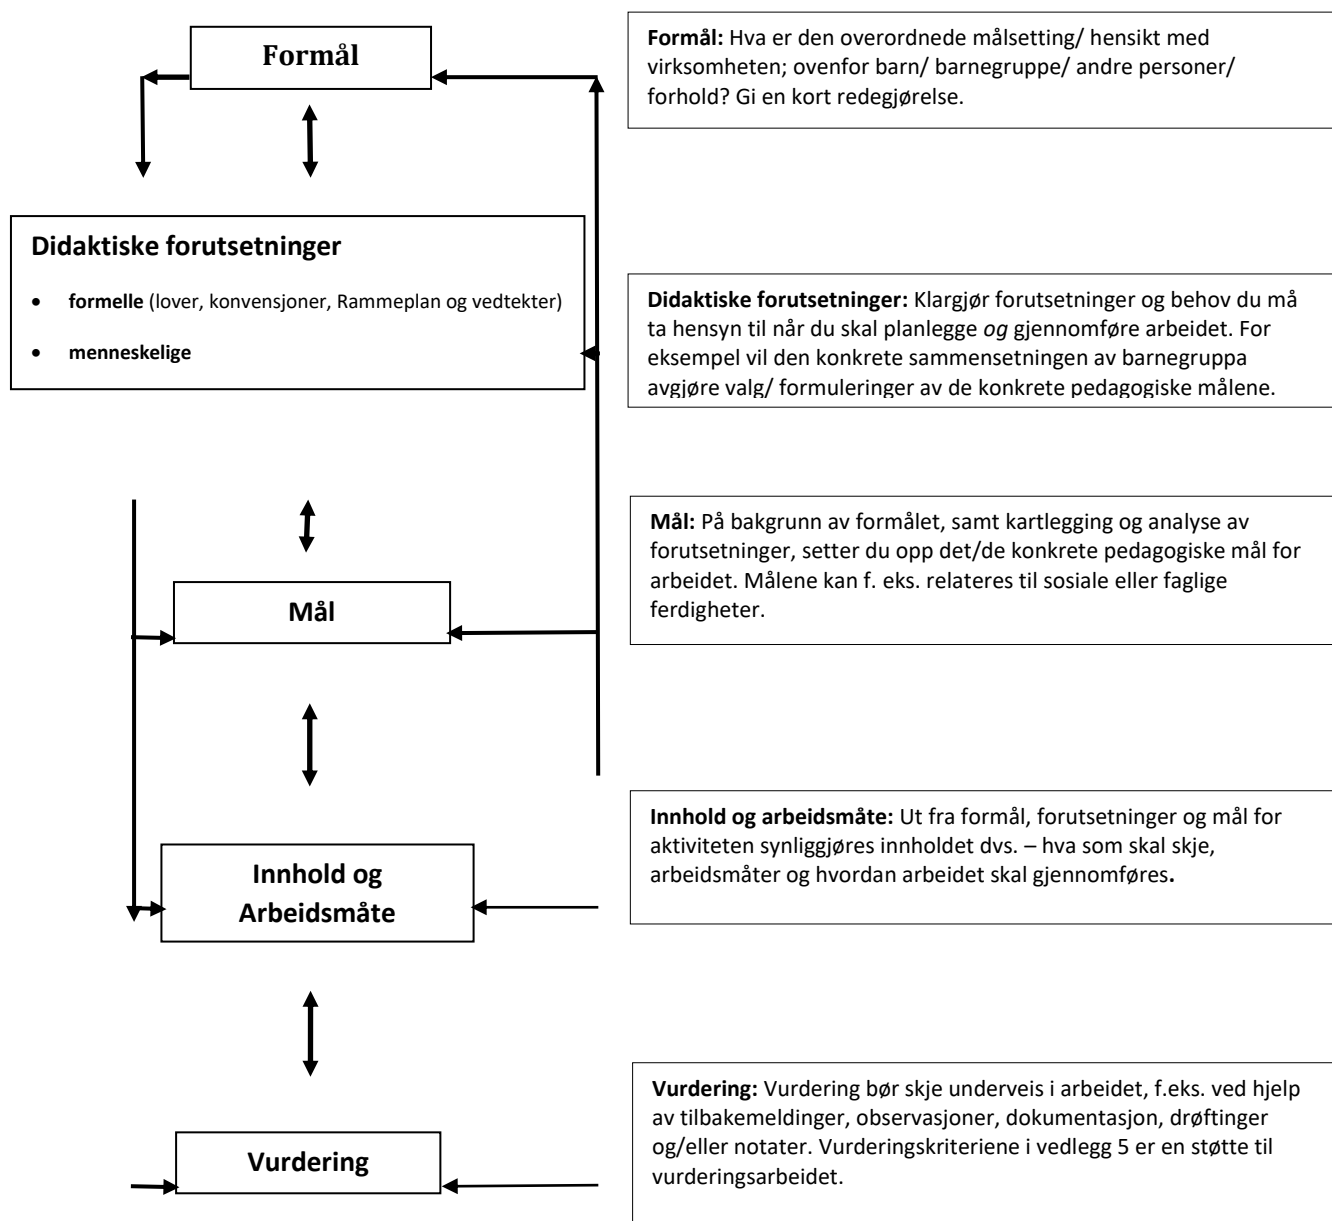 Formål
Formål: Hva er den overordnede målsetting/ hensikt med
virksomheten; ovenfor barn/ barnegruppe/ andre personer/
forhold? Gi en kort redegjørelse.
Didaktiske forutsetninger
• formelle (lover, konvensjoner, Rammeplan og vedtekter)
• menneskelige
Didaktiske forutsetninger: Klargjør forutsetninger og behov du må
ta hensyn til når du skal planlegge og gjennomføre arbeidet. For
eksempel vil den konkrete sammensetningen av barnegruppa
avgjøre valg/ formuleringer av de konkrete pedagogiske målene.
Mål: På bakgrunn av formålet, samt kartlegging og analyse av
forutsetninger, setter du opp det/de konkrete pedagogiske mål for
arbeidet. Målene kan f. eks. relateres til sosiale eller faglige
ferdigheter.
Mål
Innhold og arbeidsmåte: Ut fra formål, forutsetninger og mål for
aktiviteten synliggjøres innholdet dvs. – hva som skal skje,
arbeidsmåter og hvordan arbeidet skal gjennomføres.
Innhold og
Arbeidsmåte
Vurdering: Vurdering bør skje underveis i arbeidet, f.eks. ved hjelp
av tilbakemeldinger, observasjoner, dokumentasjon, drøftinger
og/eller notater. Vurderingskriteriene i vedlegg 5 er en støtte til
vurderingsarbeidet.
Vurdering